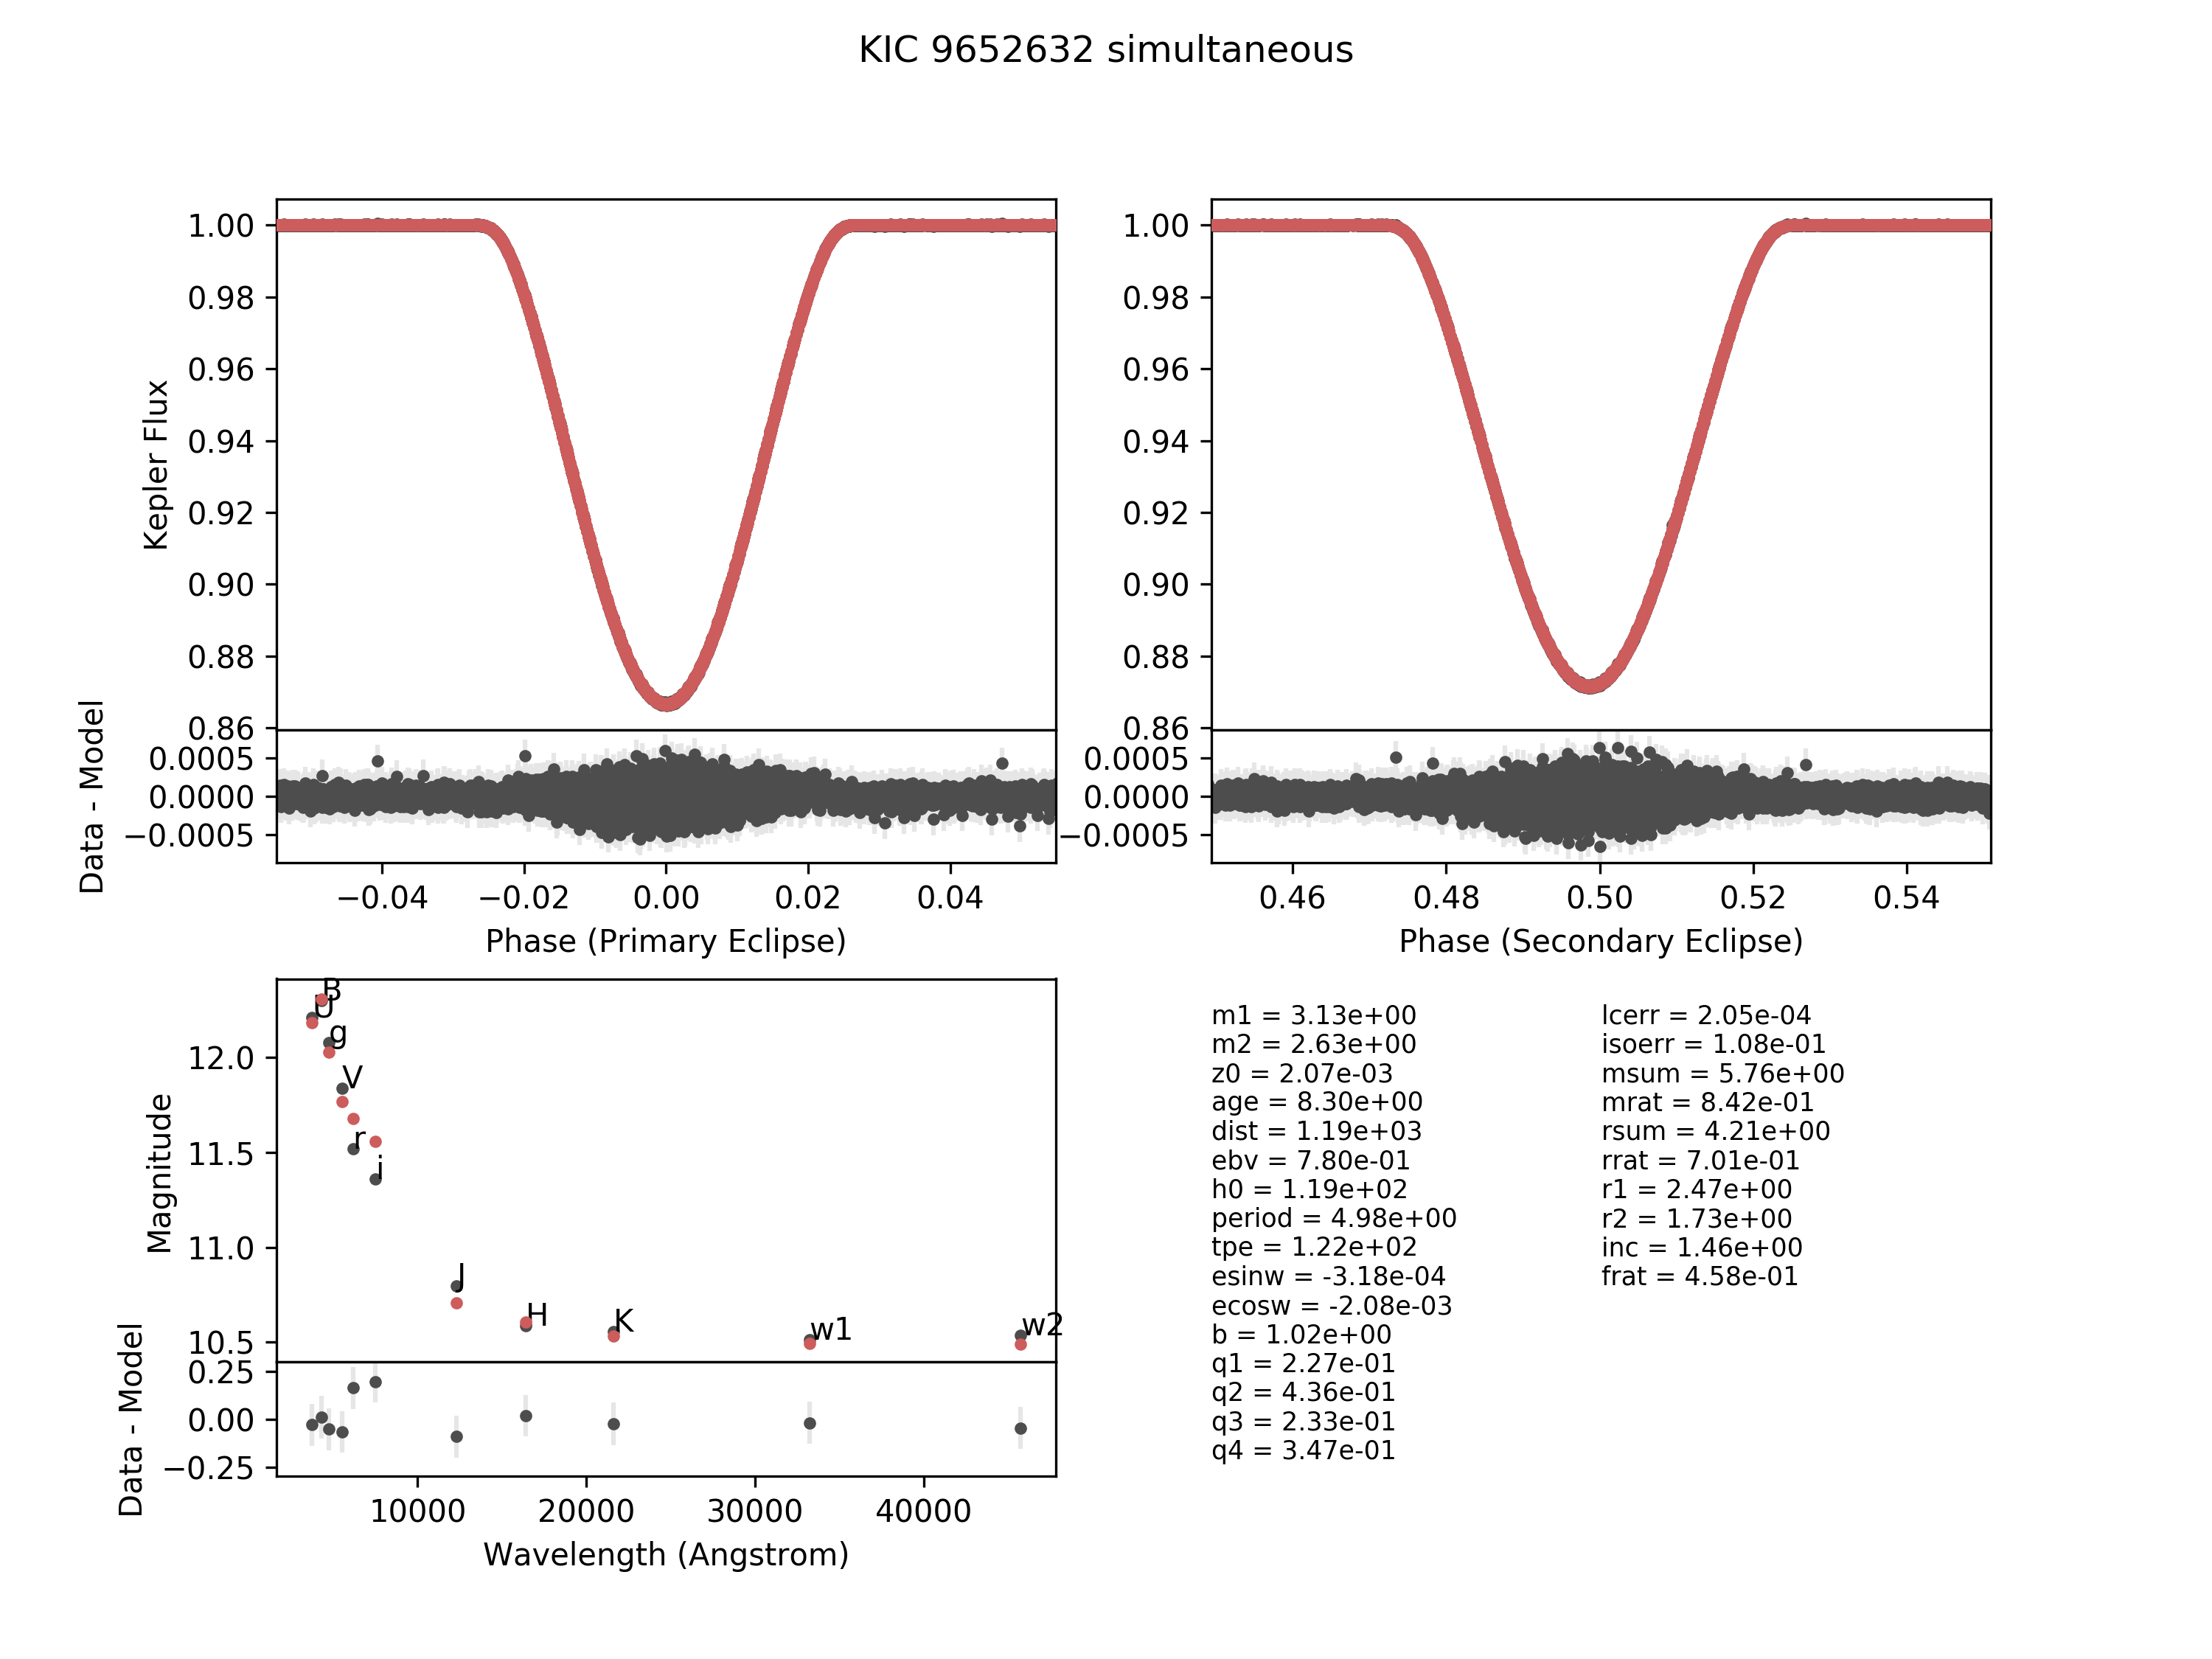 KIC 9652632 simultaneous
Kepler Flux
1.00
0.98
0.96
0.94
0.92
0.90
0.88
0.86
1.00
0.98
0.96
0.94
0.92
0.90
0.88
0.86
Data - Model
0.0005
0.0000
−0.0005
0.0005
0.0000
−0.0005
−0.04 −0.02 0.00 0.02 0.04
0.46 0.48 0.50 0.52 0.54
Phase (Primary Eclipse)
Phase (Secondary Eclipse)
Magnitude
12.0
11.5
11.0
10.5
B
U
g
V
r
i
J
H
K
w1
w2
Data - Model
0.25
0.00
−0.25
10000 20000 30000 40000
Wavelength (Angstrom)
m1 = 3.13e+00
m2 = 2.63e+00
z0 = 2.07e-03
age = 8.30e+00
dist = 1.19e+03
ebv = 7.80e-01
h0 = 1.19e+02
period = 4.98e+00
tpe = 1.22e+02
esinw = -3.18e-04
ecosw = -2.08e-03
b = 1.02e+00
q1 = 2.27e-01
q2 = 4.36e-01
q3 = 2.33e-01
q4 = 3.47e-01
lcerr = 2.05e-04
isoerr = 1.08e-01
msum = 5.76e+00
mrat = 8.42e-01
rsum = 4.21e+00
rrat = 7.01e-01
r1 = 2.47e+00
r2 = 1.73e+00
inc = 1.46e+00
frat = 4.58e-01